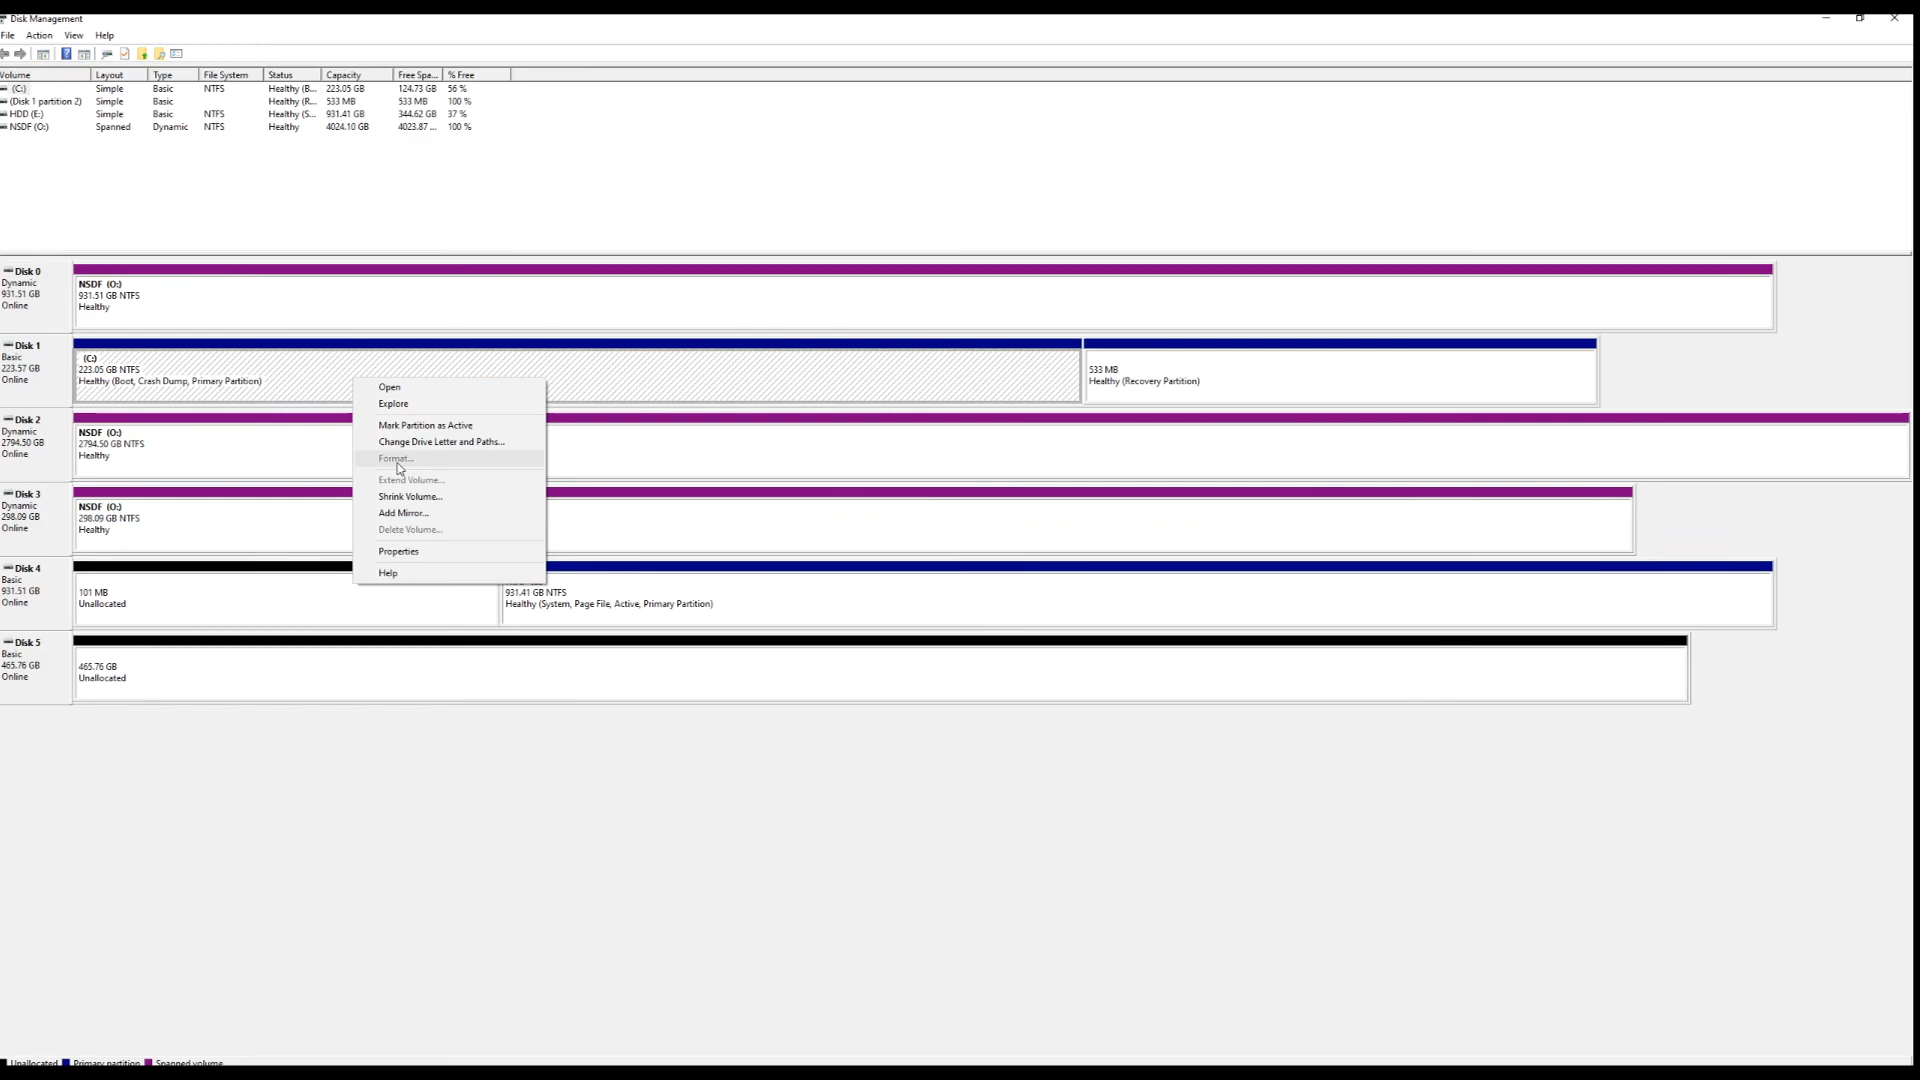 Disk Management
File Action View Help
Volume Layout Type File System Status Capacity Free Spa... % Free
(C:) Simple Basic NTFS Healthy (B... 223.05 GB 124.73 GB 56 %
(Disk 1 partition 2) Simple Basic Healthy (R... 533 MB 533 MB 100 %
HDD (E:) Simple Basic NTFS Healthy (S... 931.41 GB 344.62 GB 37 %
NSDF (O:) Spanned Dynamic NTFS Healthy 4024.10 GB 4023.87 ... 100 %
Disk 0
Dynamic
931.51 GB
Online
NSDF (O:)
931.51 GB NTFS
Healthy
Disk 1
Basic
223.57 GB
Online
(C:)
223.05 GB NTFS
Healthy (Boot, Crash Dump, Primary Partition)
533 MB
Healthy (Recovery Partition)
Open
Explore
Mark Partition as Active
Change Drive Letter and Paths...
Format...
Extend Volume...
Shrink Volume...
Add Mirror...
Delete Volume...
Properties
Help
Disk 2
Dynamic
2794.50 GB
Online
NSDF (O:)
2794.50 GB NTFS
Healthy
Disk 3
Dynamic
298.09 GB
Online
NSDF (O:)
298.09 GB NTFS
Healthy
Disk 4
Basic
931.51 GB
Online
101 MB
Unallocated
931.41 GB NTFS
Healthy (System, Page File, Active, Primary Partition)
Disk 5
Basic
465.76 GB
Online
465.76 GB
Unallocated
Unallocated Primary partition Spanned volume